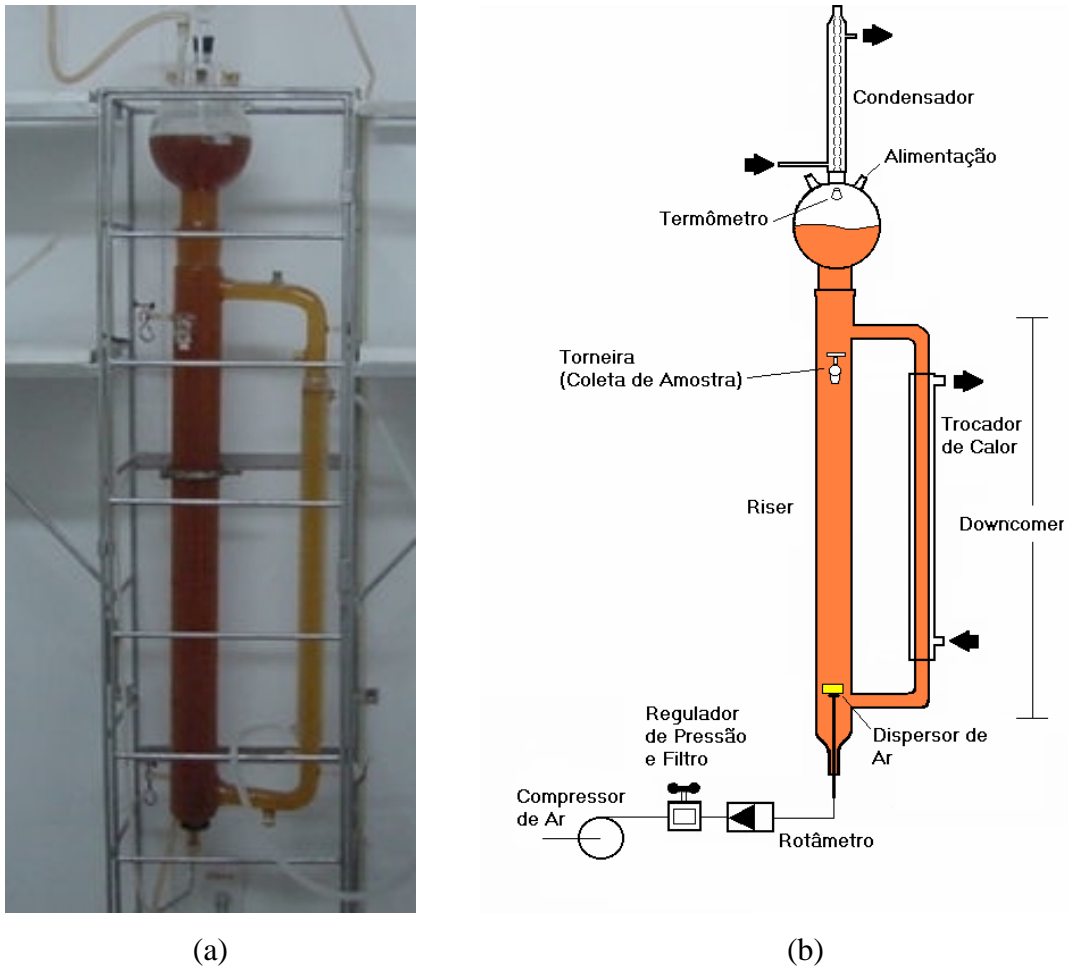 Condensador
Alimentação
Termômetro
Torneira
(Coleta de Amostra)
Trocador
de Calor
Riser
Downcomer
Regulador
de Pressão
e Filtro
Dispersor de
Ar
Compressor
de Ar
Rotâmetro
(a)
(b)